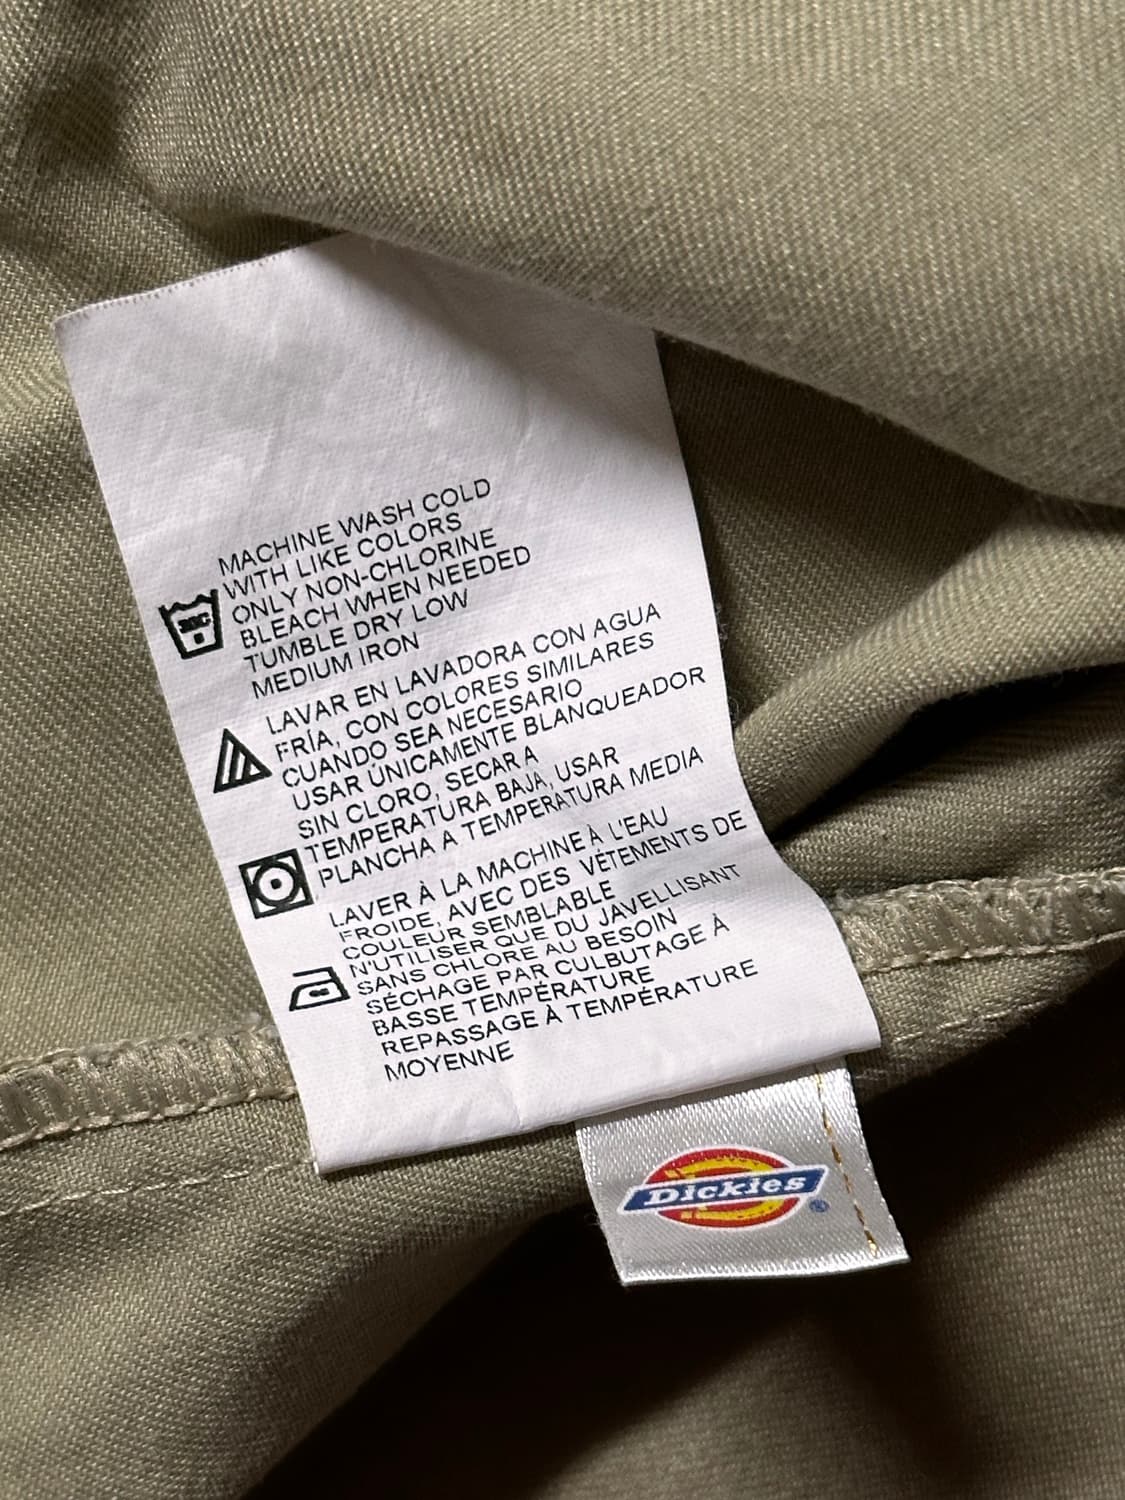 MACHINE WASH COLD
WITH LIKE COLORS
ONLY NON-CHLORINE
BLEACH WHEN NEEDED
TUMBLE DRY LOW
MEDIUM IRON
30C
LAVAR EN LAVADORA CON AGUA
FRÍA, CON COLORES SIMILARES
CUANDO SEA NECESARIO
USAR ÚNICAMENTE BLANQUEADOR
SIN CLORO, SECAR A
TEMPERATURA BAJA, USAR
PLANCHA A TEMPERATURA MEDIA
LAVER À LA MACHINE À L'EAU
FROIDE, AVEC DES VÊTEMENTS DE
COULEUR SEMBLABLE
N'UTILISER QUE DU JAVELLISANT
SANS CHLORE AU BESOIN
SÉCHAGE PAR CULBUTAGE À
BASSE TEMPÉRATURE
REPASSAGE À TEMPÉRATURE
MOYENNE
Dickies®